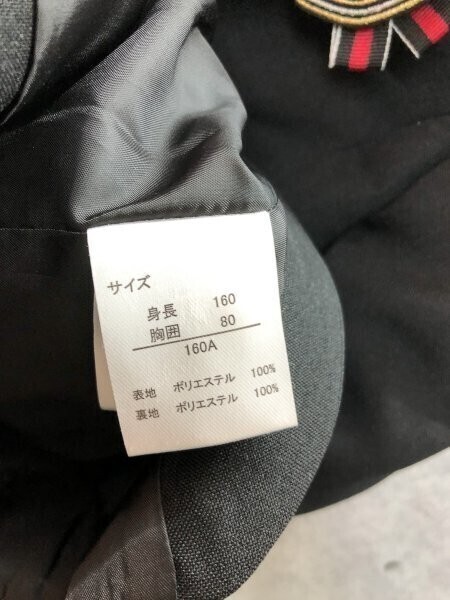 サイズ
身長 160
胸囲 80
160A
表地 ポリエステル 100%
裏地 ポリエステル 100%